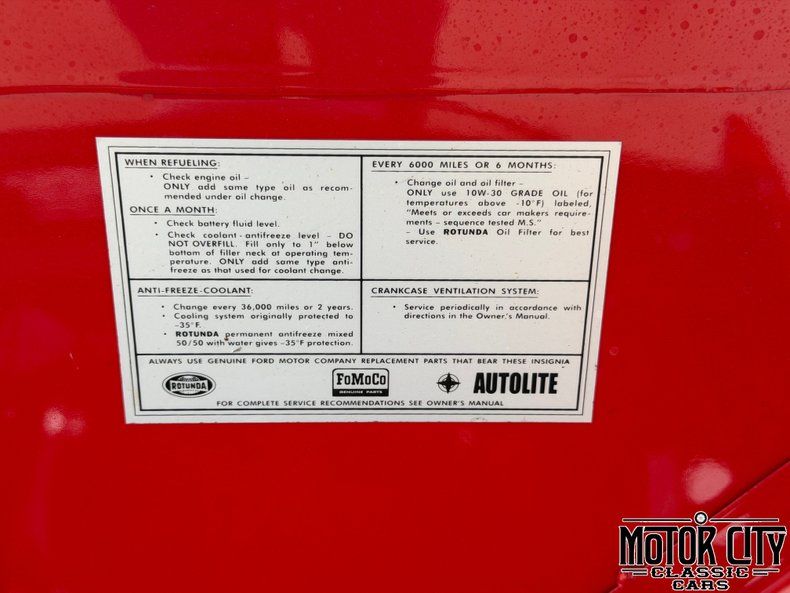 WHEN REFUELING:
• Check engine oil –
ONLY add same type oil as recom-
mended under oil change.
ONCE A MONTH:
• Check battery fluid level.
• Check coolant - antifreeze level – DO
NOT OVERFILL. Fill only to 1" below
bottom of filler neck at operating tem-
perature. ONLY add same type anti-
freeze as that used for coolant change.
EVERY 6000 MILES OR 6 MONTHS:
• Change oil and oil filter –
ONLY use 10W-30 GRADE OIL (for
temperatures above -10°F) labeled,
"Meets or exceeds car makers require-
ments – sequence tested M.S."
– Use ROTUNDA Oil Filter for best
service.
ANTI-FREEZE-COOLANT:
• Change every 36,000 miles or 2 years.
• Cooling system originally protected to
–35°F.
• ROTUNDA permanent antifreeze mixed
50/50 with water gives –35°F protection.
CRANKCASE VENTILATION SYSTEM:
• Service periodically in accordance with
directions in the Owner's Manual.
ALWAYS USE GENUINE FORD MOTOR COMPANY REPLACEMENT PARTS THAT BEAR THESE INSIGNIA
ROTUNDA
FoMoCo
GENUINE PARTS
AUTOLITE
FOR COMPLETE SERVICE RECOMMENDATIONS SEE OWNER'S MANUAL
MOTOR CITY
CLASSIC
CARS